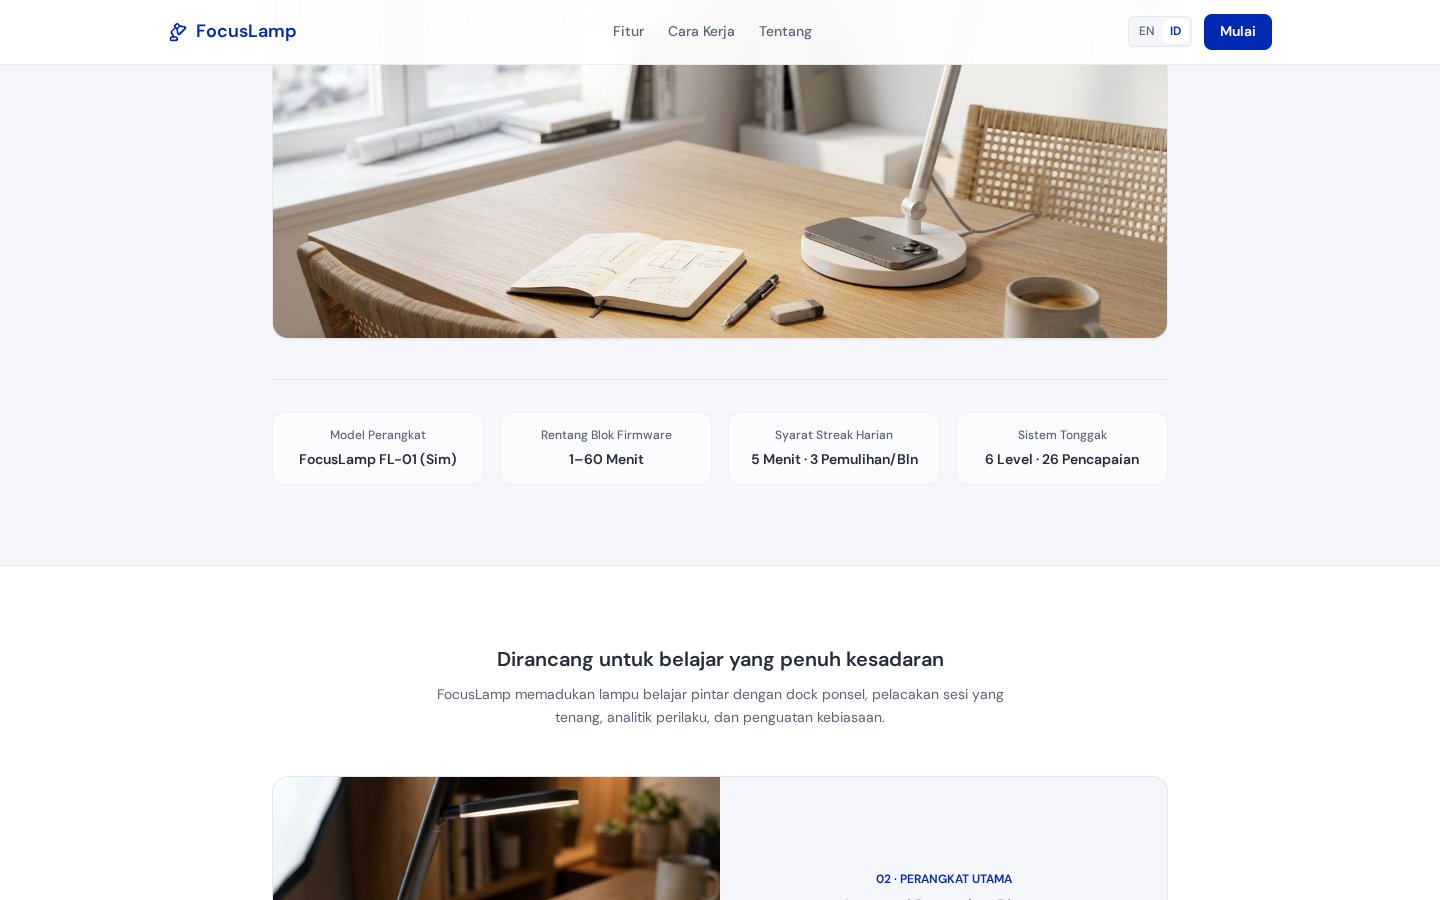 FocusLamp
Fitur
Cara Kerja
Tentang
EN
ID
Mulai
Model Perangkat
FocusLamp FL-01 (Sim)
Rentang Blok Firmware
1–60 Menit
Syarat Streak Harian
5 Menit · 3 Pemulihan/Bln
Sistem Tonggak
6 Level · 26 Pencapaian
Dirancang untuk belajar yang penuh kesadaran
FocusLamp memadukan lampu belajar pintar dengan dock ponsel, pelacakan sesi yang
tenang, analitik perilaku, dan penguatan kebiasaan.
02 · PERANGKAT UTAMA